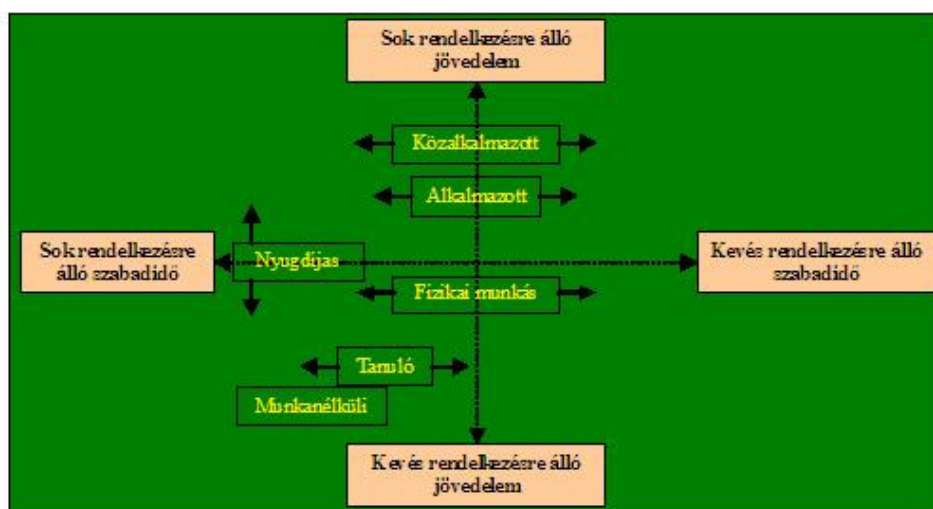 Sok rendelkezésre álló
jövedelem
Közalkalmazott
Alkalmazott
Sok rendelkezésre
álló szabadidő
Nyugdíjas
Kevés rendelkezésre álló
szabadidő
Fizikai munkás
Tanuló
Munkanélküli
Kevés rendelkezésre álló
jövedelem